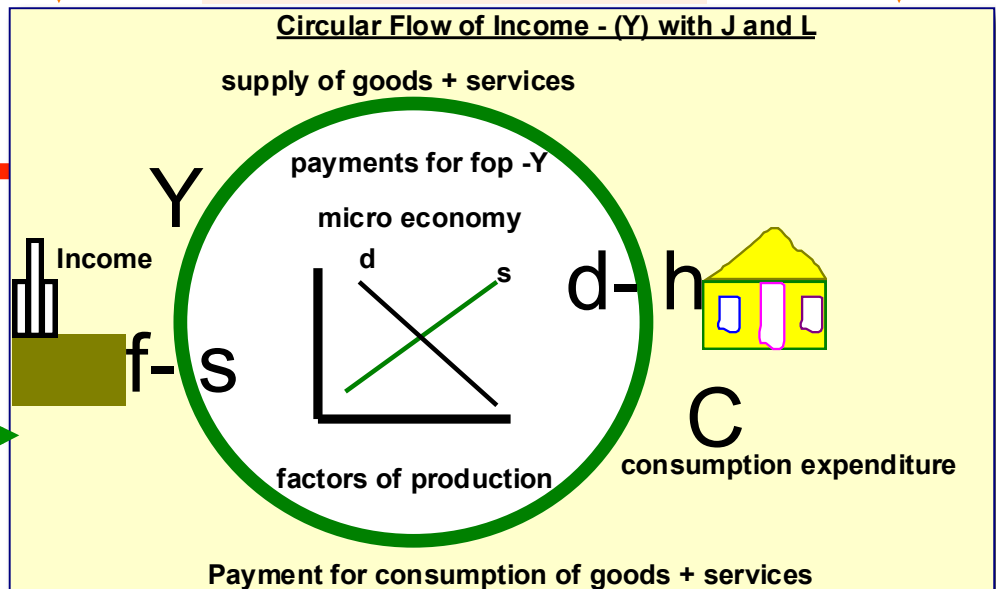 Circular Flow of Income - (Y) with J and L
supply of goods + services
payments for fop -Y
Y
micro economy
Income
d
s
d- h
f- s
C
consumption expenditure
factors of production
Payment for consumption of goods + services